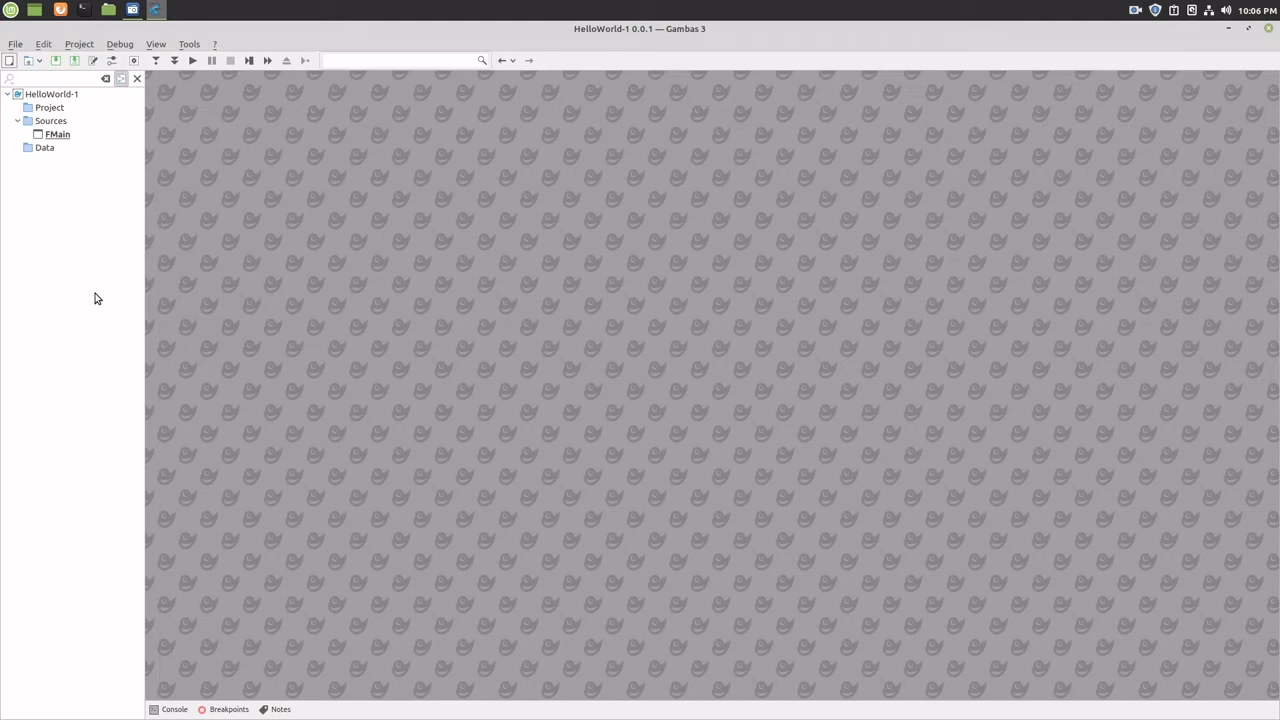 10:06 PM
HelloWorld-1 0.0.1 — Gambas 3
File Edit Project Debug View Tools ?
HelloWorld-1
Project
Sources
FMain
Data
Console Breakpoints Notes